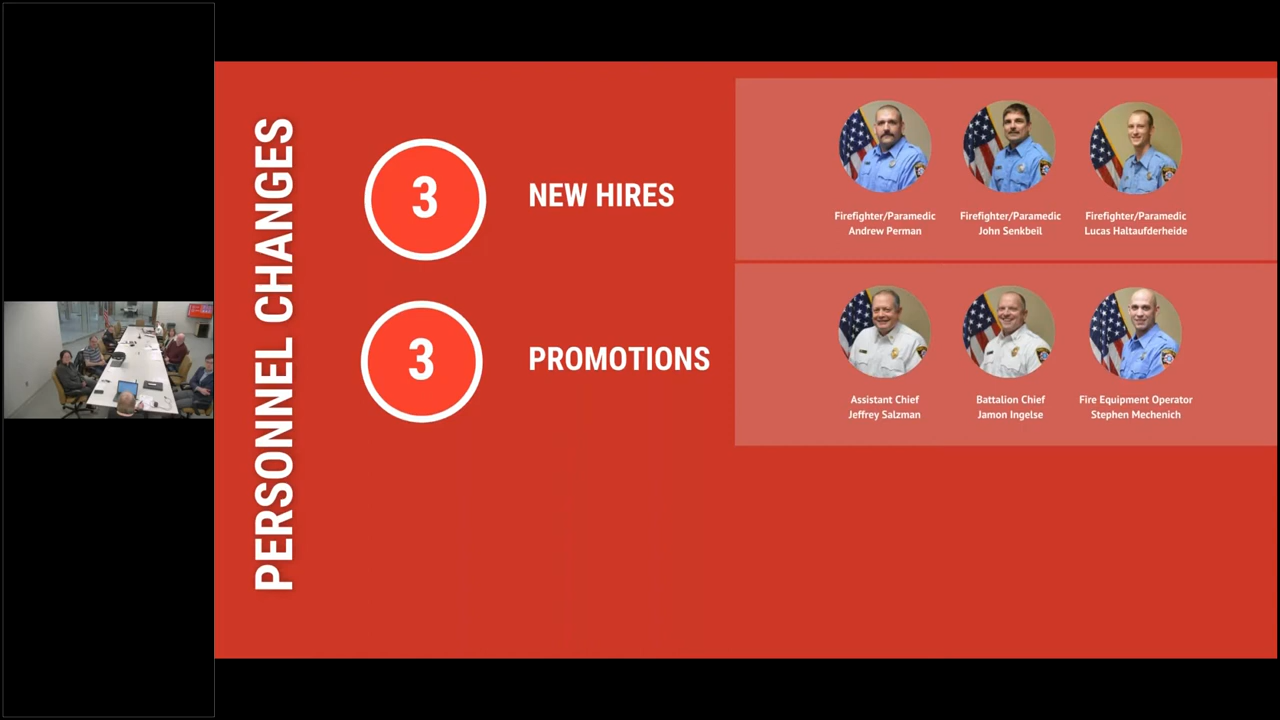 PERSONNEL CHANGES
3
NEW HIRES
Firefighter/Paramedic
Andrew Perman
Firefighter/Paramedic
John Senkbeil
Firefighter/Paramedic
Lucas Haltaufderheide
3
PROMOTIONS
Assistant Chief
Jeffrey Salzman
Battalion Chief
Jamon Ingelse
Fire Equipment Operator
Stephen Mechenich